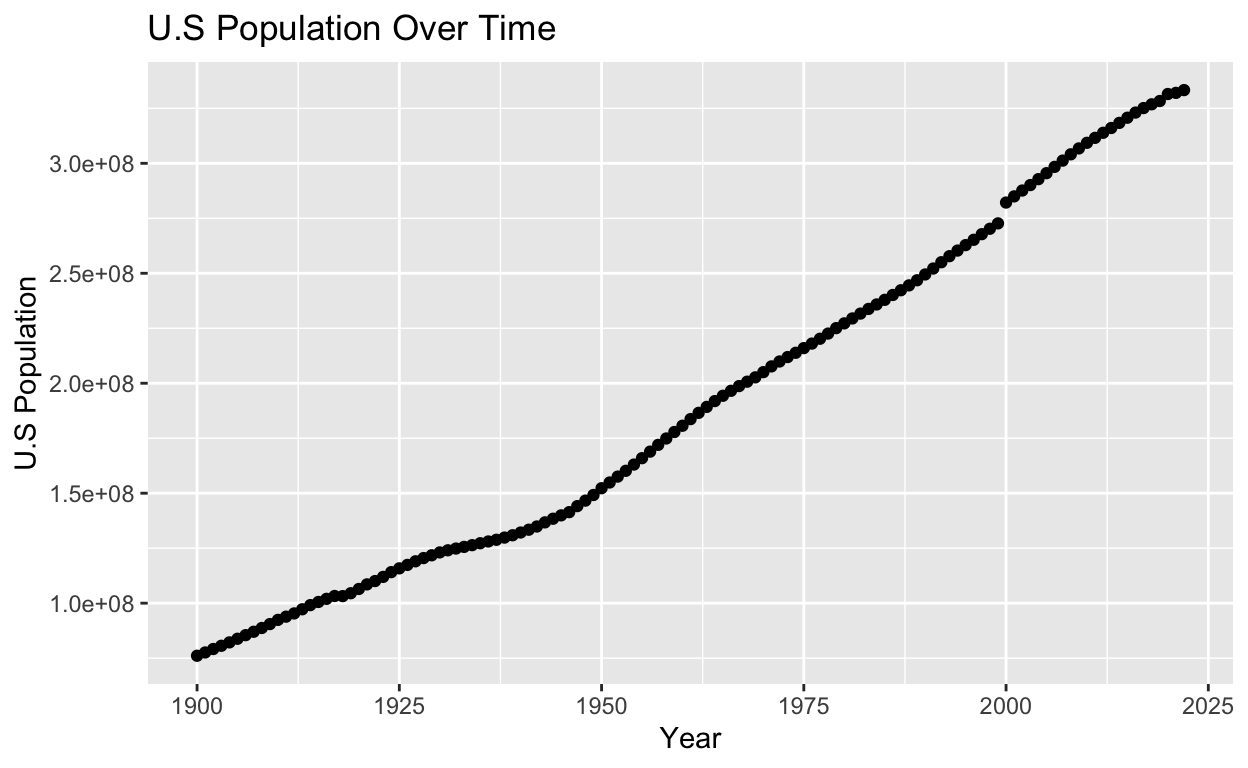 U.S Population Over Time
U.S Population
3.0e+08
2.5e+08
2.0e+08
1.5e+08
1.0e+08
1900 1925 1950 1975 2000 2025
Year